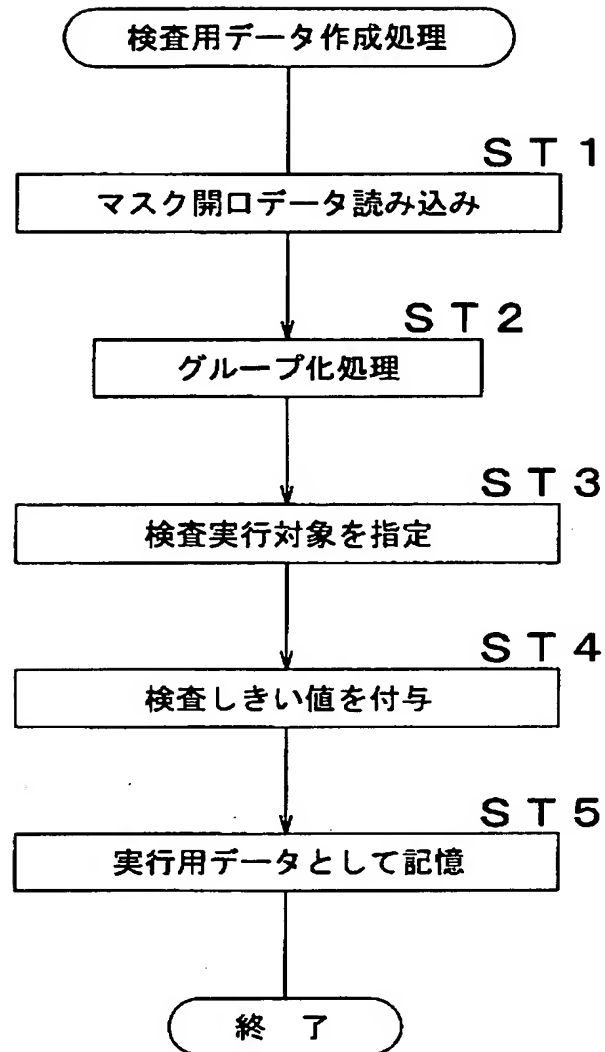 検査用データ作成処理
ST1
マスク開口データ読み込み
ST2
グループ化処理
ST3
検査実行対象を指定
ST4
検査しきい値を付与
ST5
実行用データとして記憶
終 了